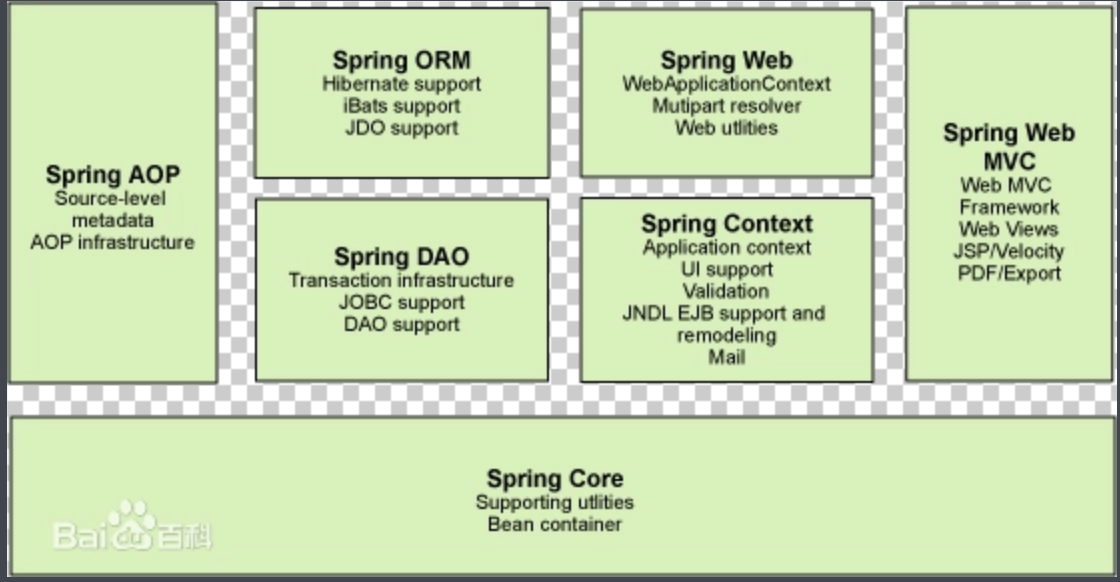 Spring AOP
Source-level
metadata
AOP infrastructure
Spring ORM
Hibernate support
iBats support
JDO support
Spring DAO
Transaction infrastructure
JOBC support
DAO support
Spring Web
WebApplicationContext
Mutipart resolver
Web utlities
Spring Context
Application context
UI support
Validation
JNDL EJB support and
remodeling
Mail
Spring Web
MVC
Web MVC
Framework
Web Views
JSP/Velocity
PDF/Export
Spring Core
Supporting utlities
Bean container
Bai du 百科